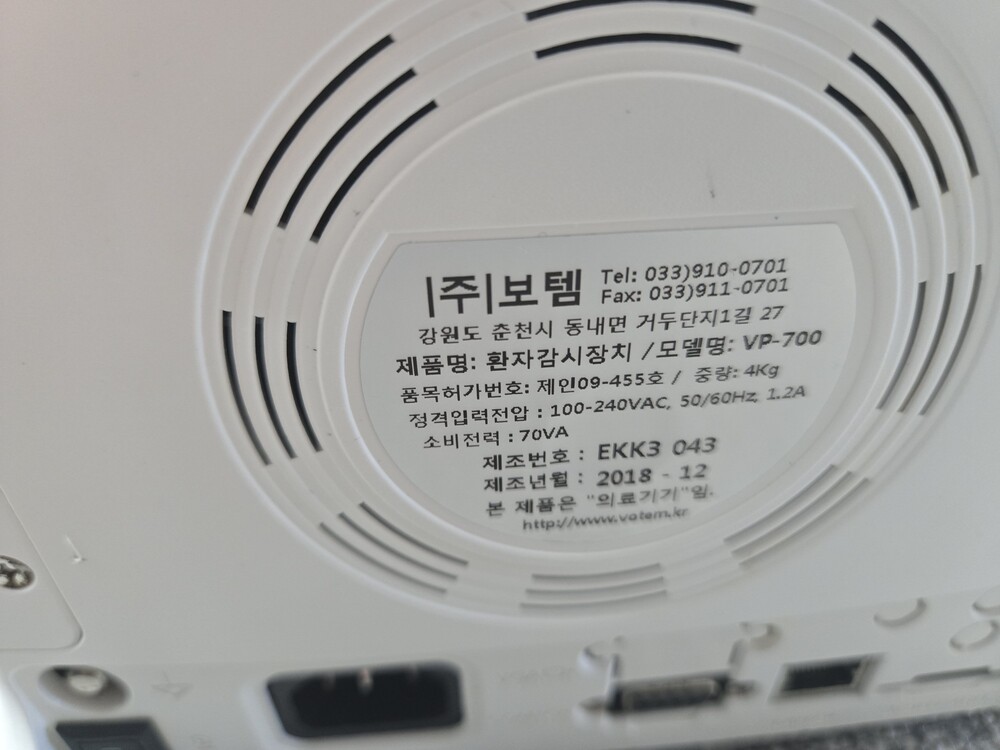 |주|보템 Tel: 033)910-0701
Fax: 033)911-0701
강원도 춘천시 동내면 거두단지1길 27
제품명: 환자감시장치 / 모델명: VP-700
품목허가번호: 제인09-455호 / 중량: 4Kg
정격입력전압 : 100-240VAC, 50/60Hz, 1.2A
소비전력 : 70VA
제조번호 : EKK3 043
제조년월 : 2018 - 12
본 제품은 "의료기기"임.
http://www.votem.kr